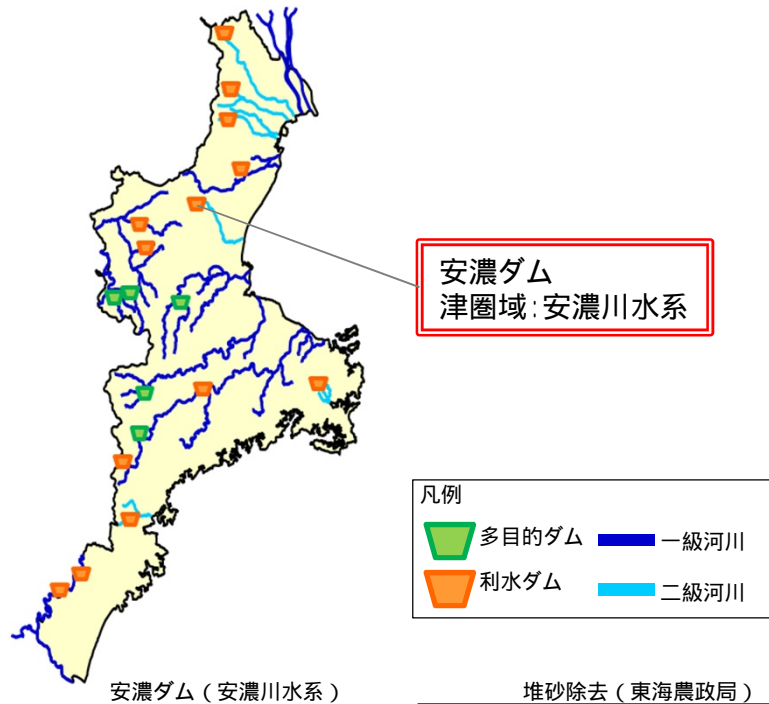 安濃ダム
津圏域:安濃川水系
凡例
多目的ダム 一級河川
利水ダム 二級河川
安濃ダム（安濃川水系） 堆砂除去（東海農政局）